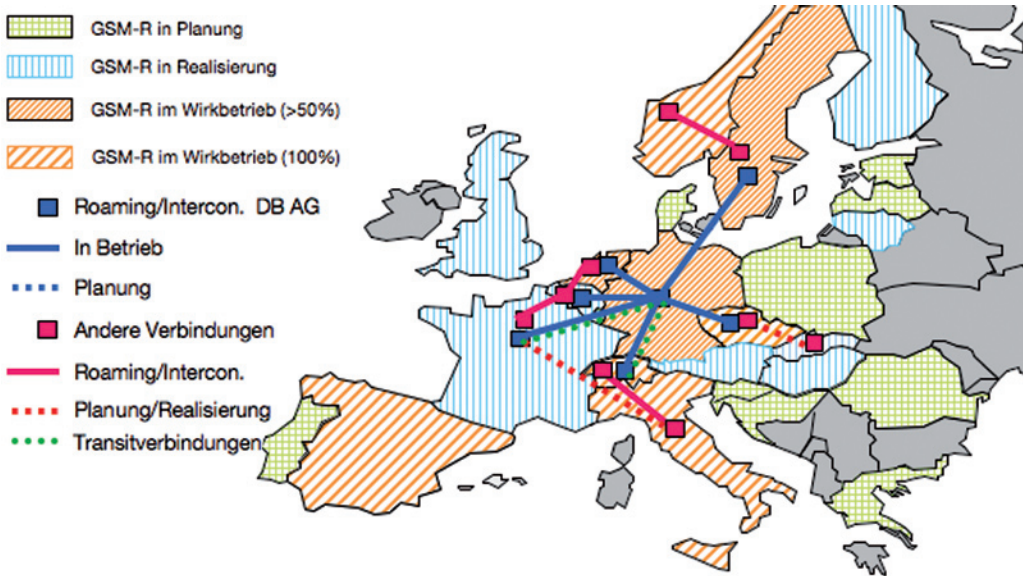 GSM-R in Planung
GSM-R in Realisierung
GSM-R im Wirkbetrieb (>50%)
GSM-R im Wirkbetrieb (100%)
Roaming/Intercon. DB AG
In Betrieb
Planung
Andere Verbindungen
Roaming/Intercon.
Planung/Realisierung
Transitverbindungen